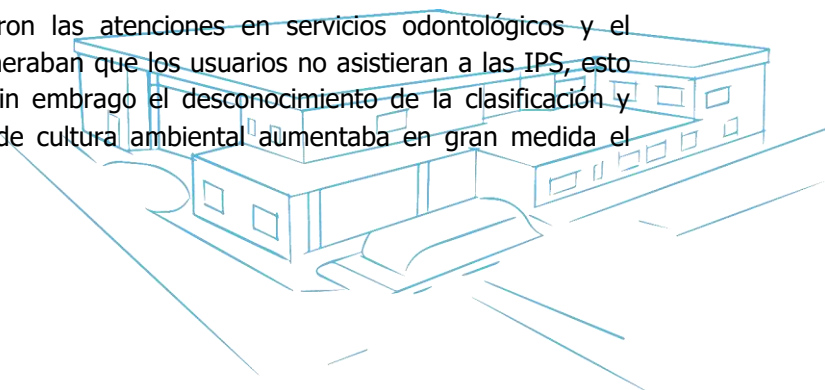 ron las atenciones en servicios odontológicos y el
neraban que los usuarios no asistieran a las IPS, esto
in embrago el desconocimiento de la clasificación y
de cultura ambiental aumentaba en gran medida el